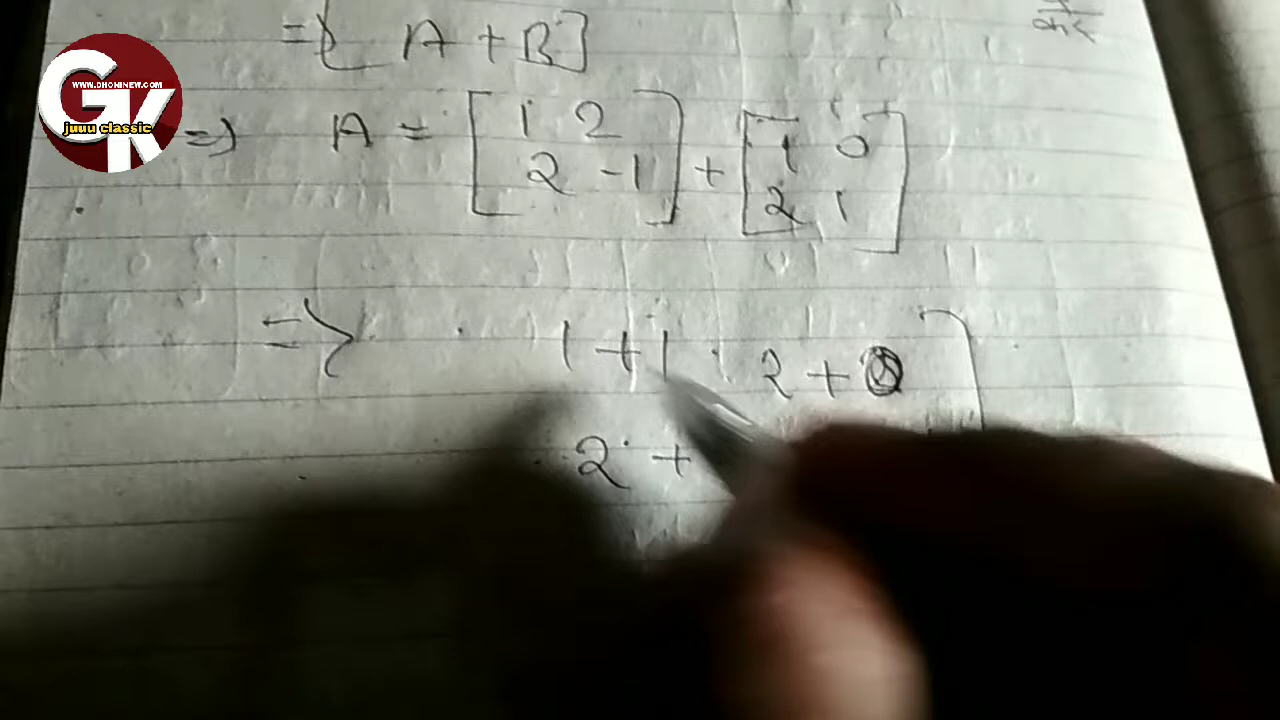 => [ A + B ]
WWW.DHONINEW.COM
GK
juuu classic
=> A = [ 1 2 ] + [ 1 0 ]
2 -1 2 1
=> 1 + 1 2 + 0 ]
2 +